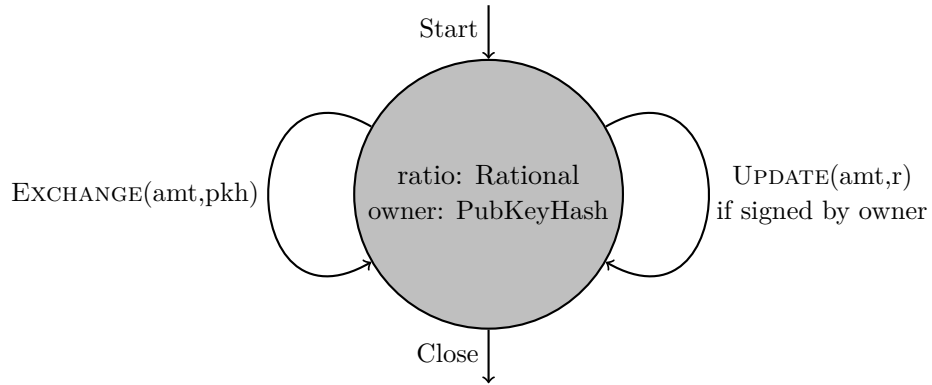 Start
EXCHANGE(amt,pkh)
ratio: Rational
owner: PubKeyHash
UPDATE(amt,r)
if signed by owner
Close